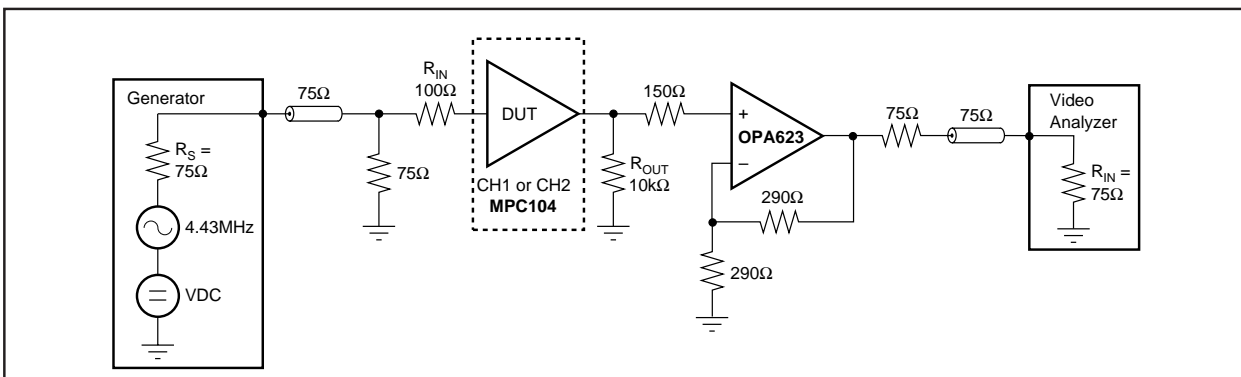 Generator
R_S =
75Ω
4.43MHz
VDC
75Ω
75Ω
R_IN
100Ω
DUT
CH1 or CH2
MPC104
R_OUT
10kΩ
150Ω
+
OPA623
–
290Ω
290Ω
75Ω
75Ω
Video
Analyzer
R_IN =
75Ω